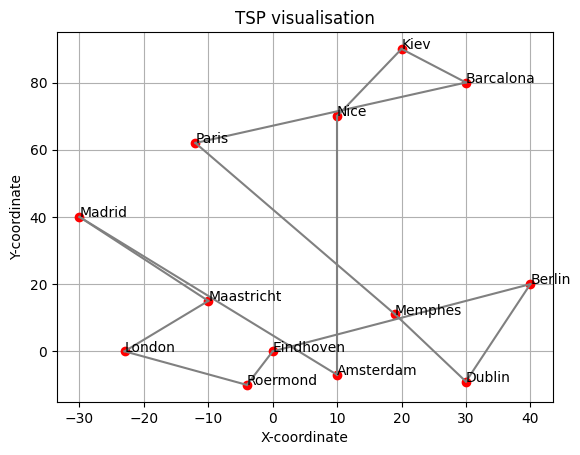 TSP visualisation
Kiev
Barcalona
80
Nice
Paris
60
Y-coordinate
Madrid
40
Berlin
20
Maastricht
Memphes
London
Eindhoven
0
Roermond
Amsterdam
Dublin
−30
−20
−10
0
10
20
30
40
X-coordinate